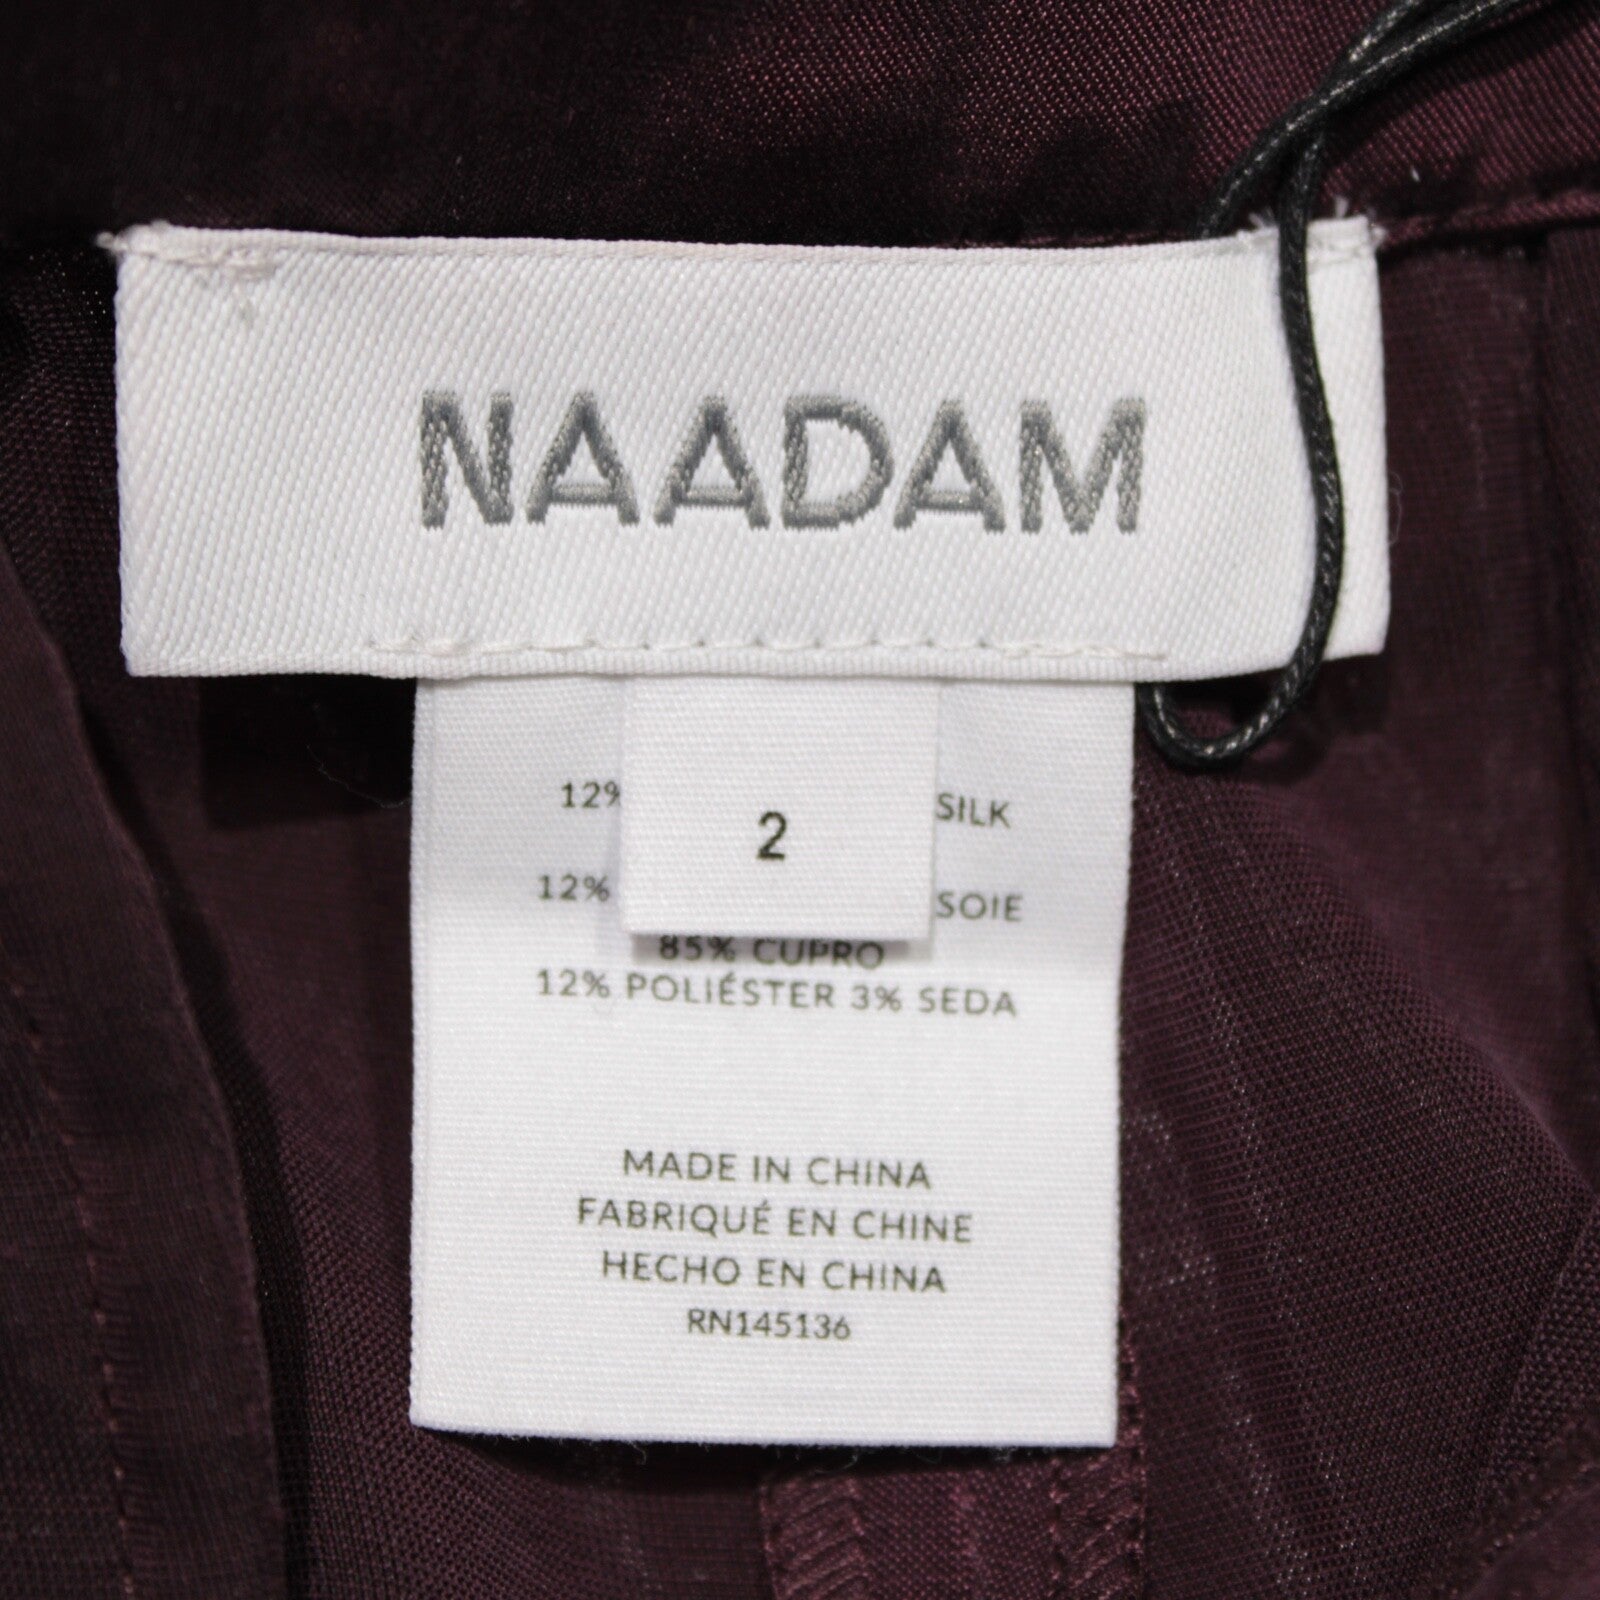 NAADAM
2
12% SILK
12% SOIE
85% CUPRO
12% POLIÉSTER 3% SEDA
MADE IN CHINA
FABRIQUÉ EN CHINE
HECHO EN CHINA
RN145136